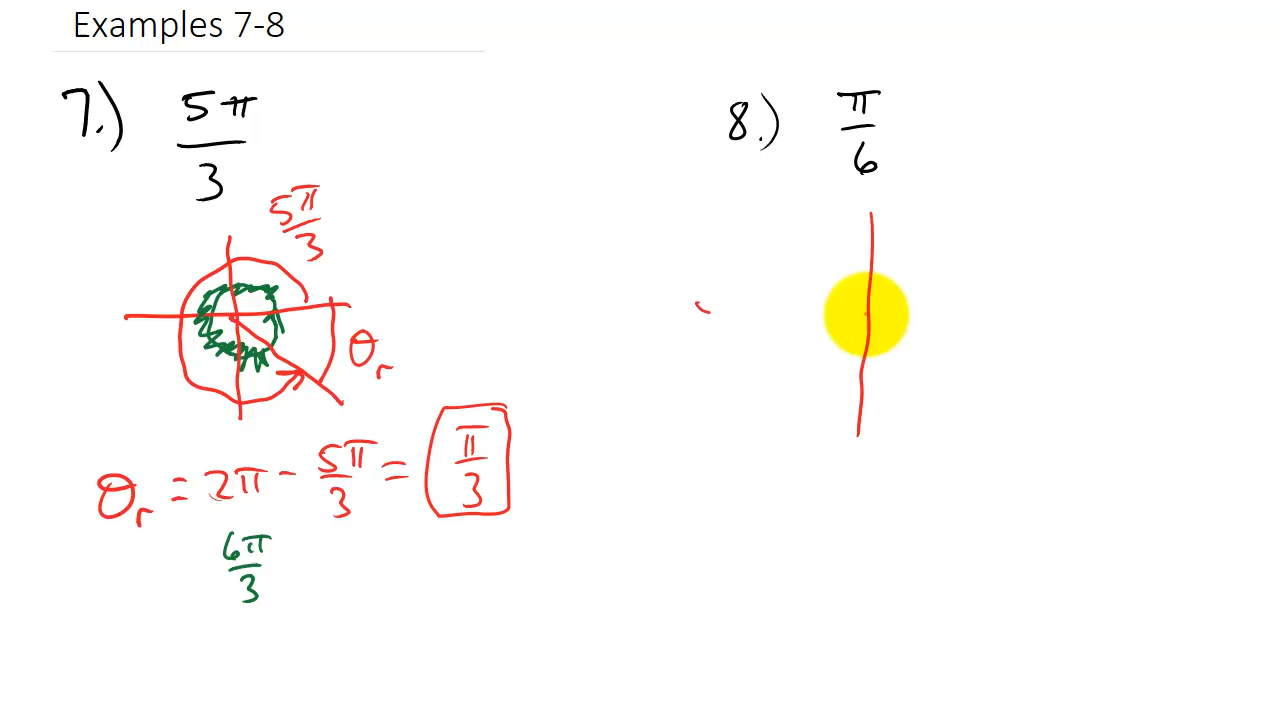 Examples 7-8
7.) 5π/3
5π/3
θr
θr = 2π - 5π/3 = π/3
6π/3
8.) π/6